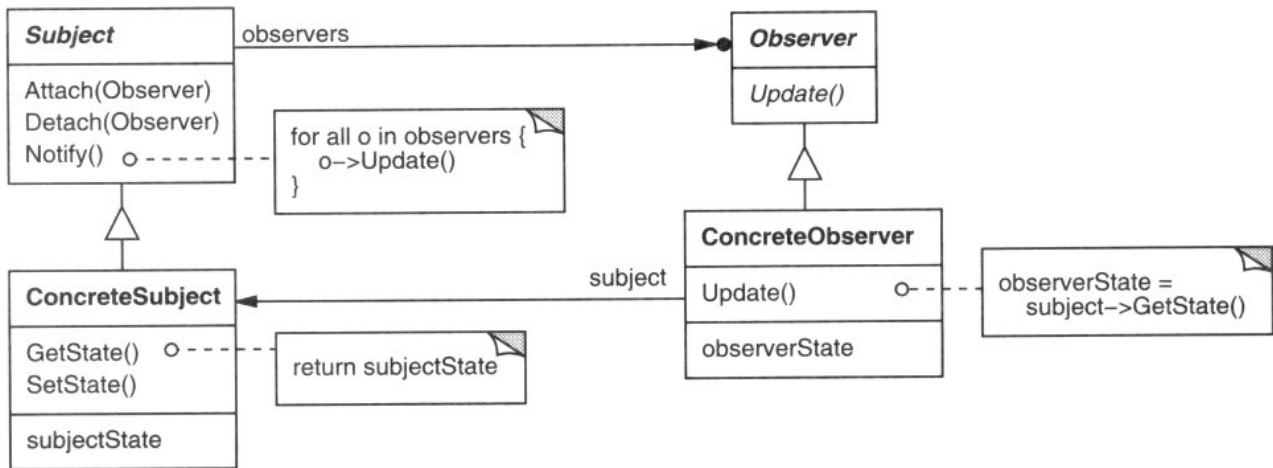 Subject
Attach(Observer)
Detach(Observer)
Notify()
observers
for all o in observers {
o–>Update()
}
Observer
Update()
ConcreteSubject
GetState()
SetState()
subjectState
return subjectState
subject
ConcreteObserver
Update()
observerState
observerState =
subject–>GetState()